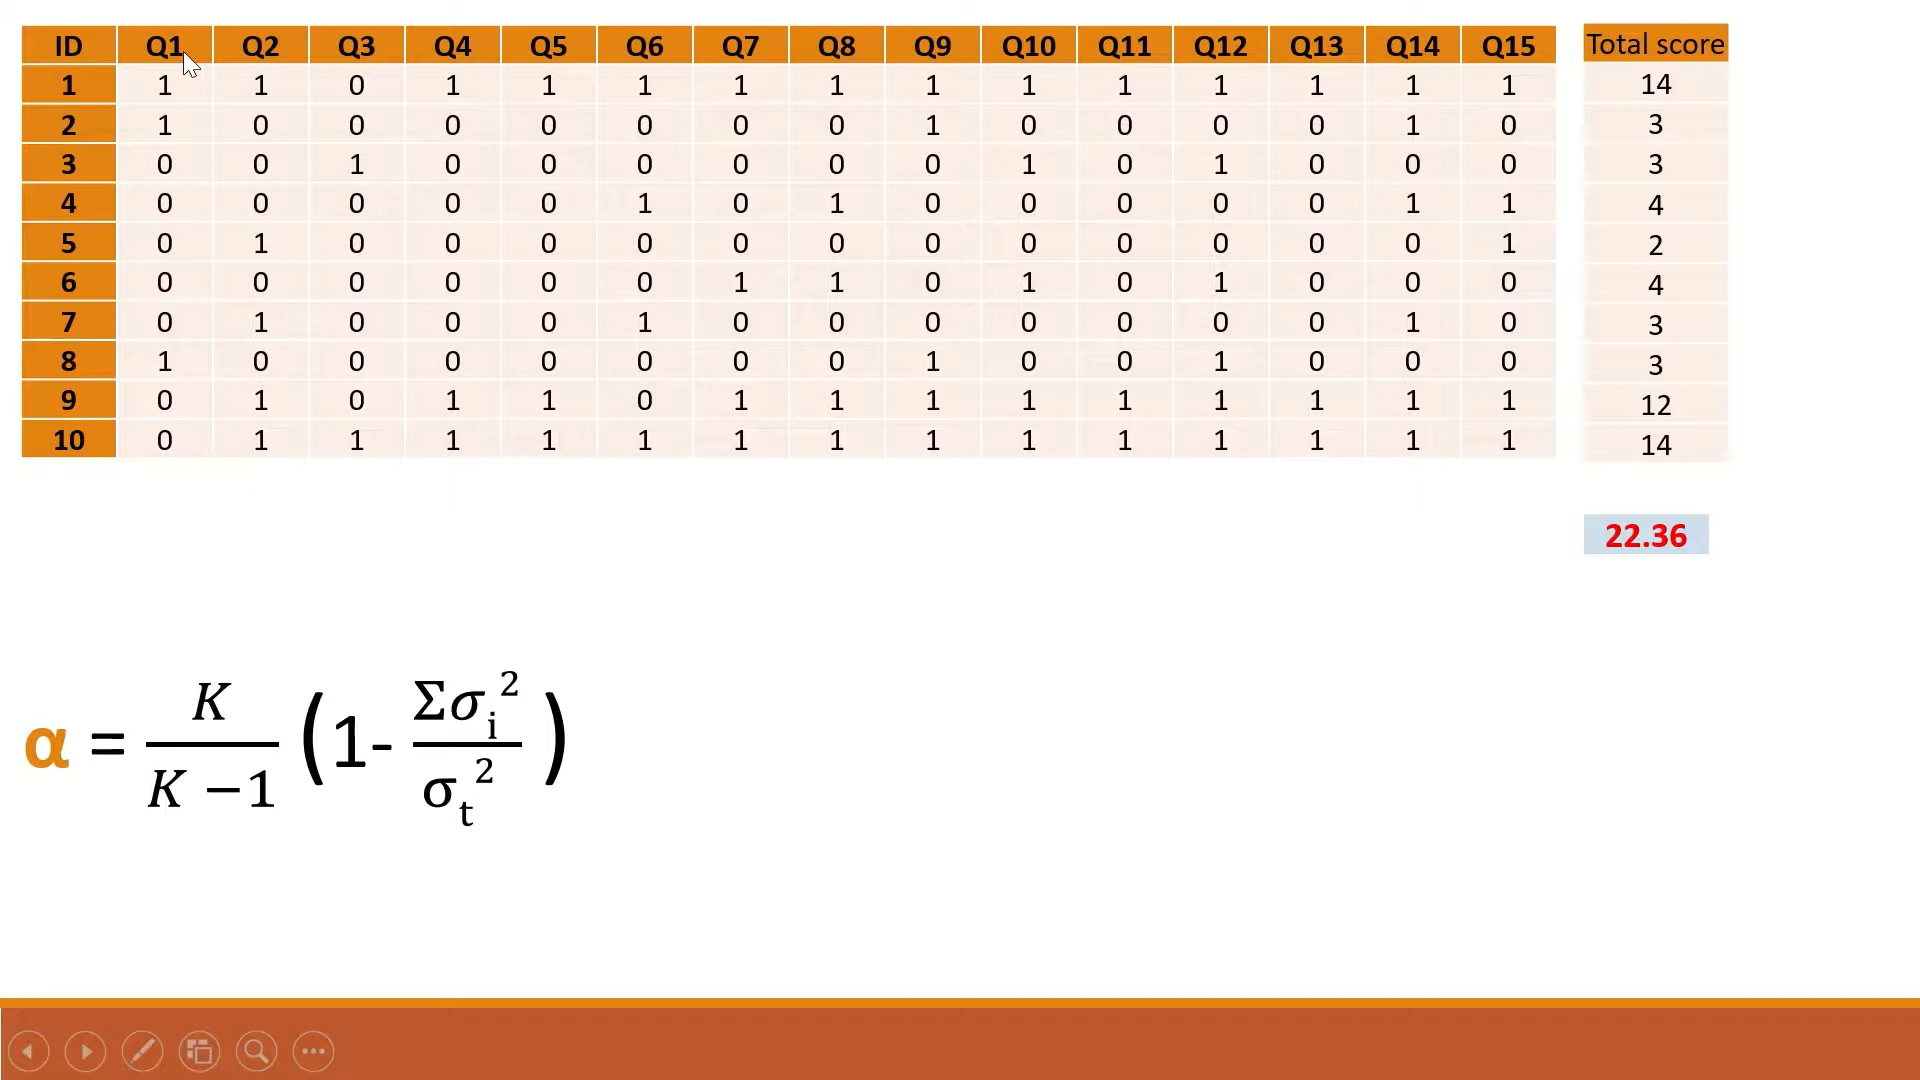 ID Q1 Q2 Q3 Q4 Q5 Q6 Q7 Q8 Q9 Q10 Q11 Q12 Q13 Q14 Q15 Total score
1 1 1 0 1 1 1 1 1 1 1 1 1 1 1 1 14
2 1 0 0 0 0 0 0 0 1 0 0 0 0 1 0 3
3 0 0 1 0 0 0 0 0 0 1 0 1 0 0 0 3
4 0 0 0 0 0 1 0 1 0 0 0 0 0 1 1 4
5 0 1 0 0 0 0 0 0 0 0 0 0 0 0 1 2
6 0 0 0 0 0 0 1 1 0 1 0 1 0 0 0 4
7 0 1 0 0 0 1 0 0 0 0 0 0 0 1 0 3
8 1 0 0 0 0 0 0 0 1 0 0 1 0 0 0 3
9 0 1 0 1 1 0 1 1 1 1 1 1 1 1 1 12
10 0 1 1 1 1 1 1 1 1 1 1 1 1 1 1 14
22.36
α = K / (K −1) (1- Σσi² / σt²)